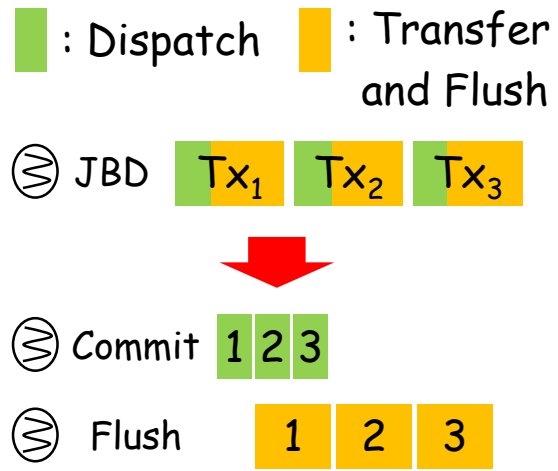 : Dispatch : Transfer
and Flush
JBD Tx₁ Tx₂ Tx₃
Commit 1 2 3
Flush 1 2 3